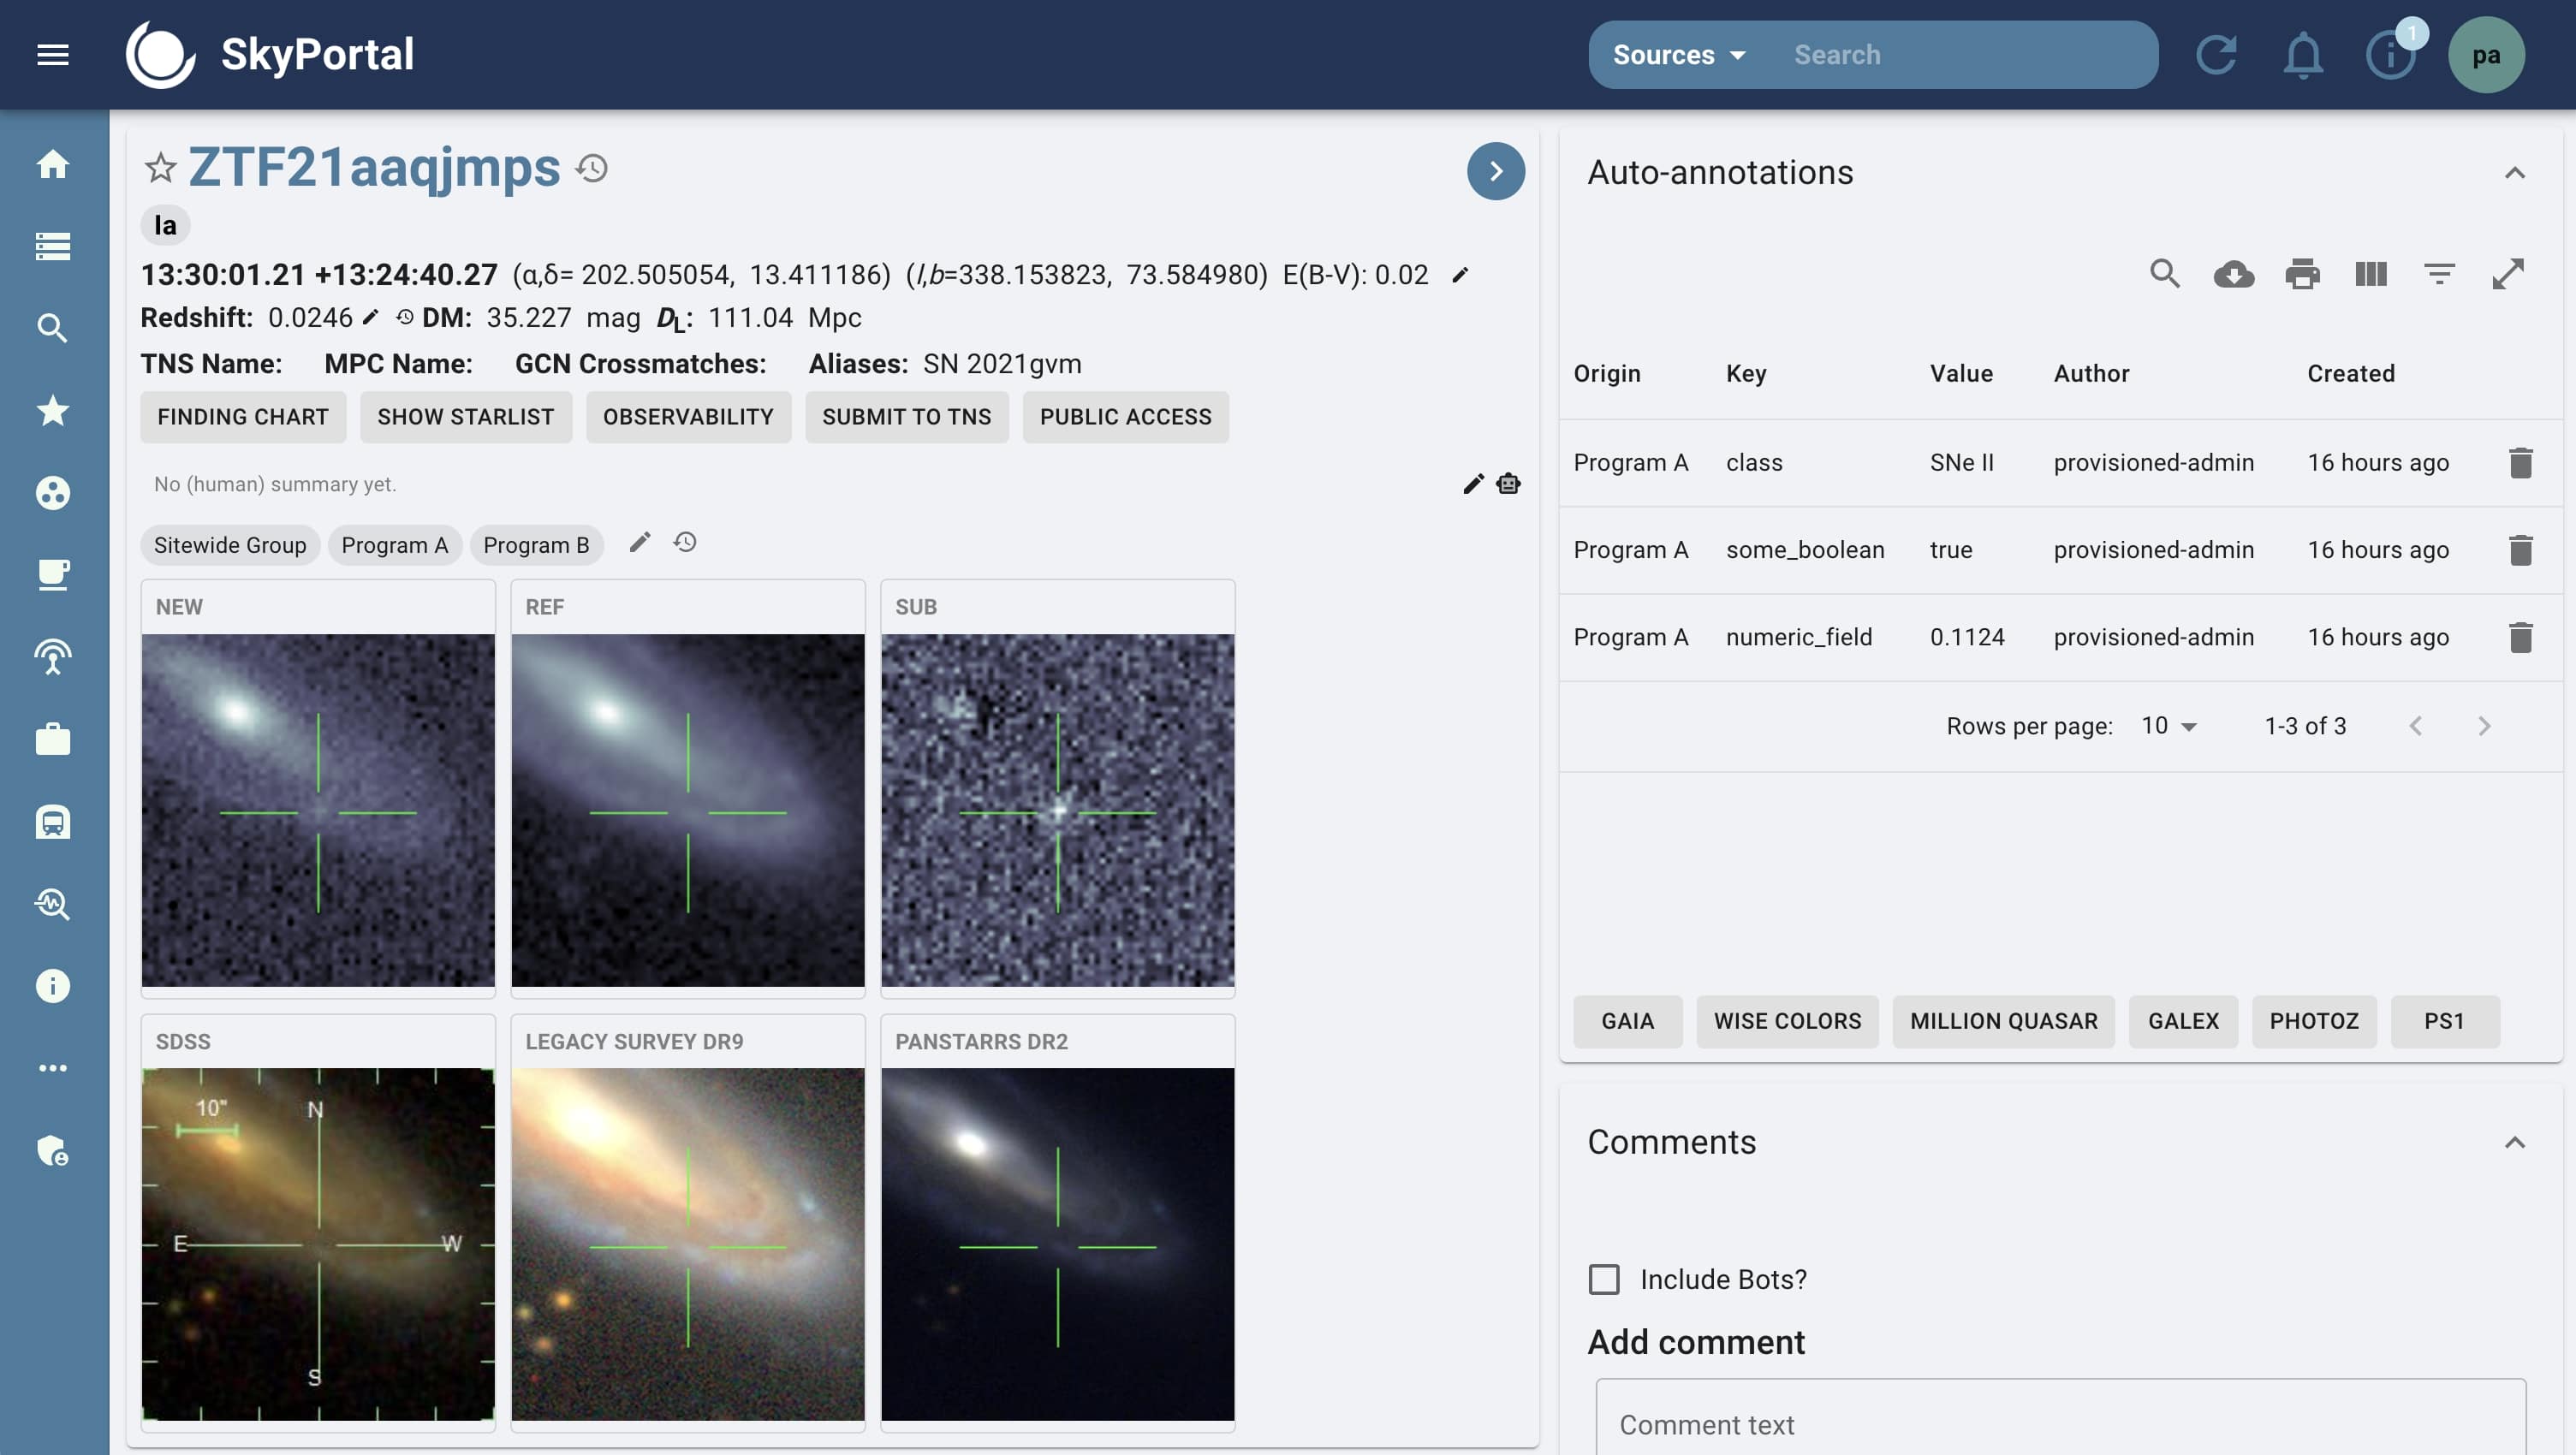 SkyPortal
Sources Search
1
pa
ZTF21aaqjmps
Ia
13:30:01.21 +13:24:40.27 (α,δ= 202.505054, 13.411186) (l,b=338.153823, 73.584980) E(B-V): 0.02
Redshift: 0.0246 DM: 35.227 mag DL: 111.04 Mpc
TNS Name: MPC Name: GCN Crossmatches: Aliases: SN 2021gvm
FINDING CHART SHOW STARLIST OBSERVABILITY SUBMIT TO TNS PUBLIC ACCESS
No (human) summary yet.
Sitewide Group Program A Program B
NEW REF SUB
SDSS LEGACY SURVEY DR9 PANSTARRS DR2
10" N
E W
S
Auto-annotations
Origin Key Value Author Created
Program A class SNe II provisioned-admin 16 hours ago
Program A some_boolean true provisioned-admin 16 hours ago
Program A numeric_field 0.1124 provisioned-admin 16 hours ago
Rows per page: 10 1-3 of 3
GAIA WISE COLORS MILLION QUASAR GALEX PHOTOZ PS1
Comments
Include Bots?
Add comment
Comment text